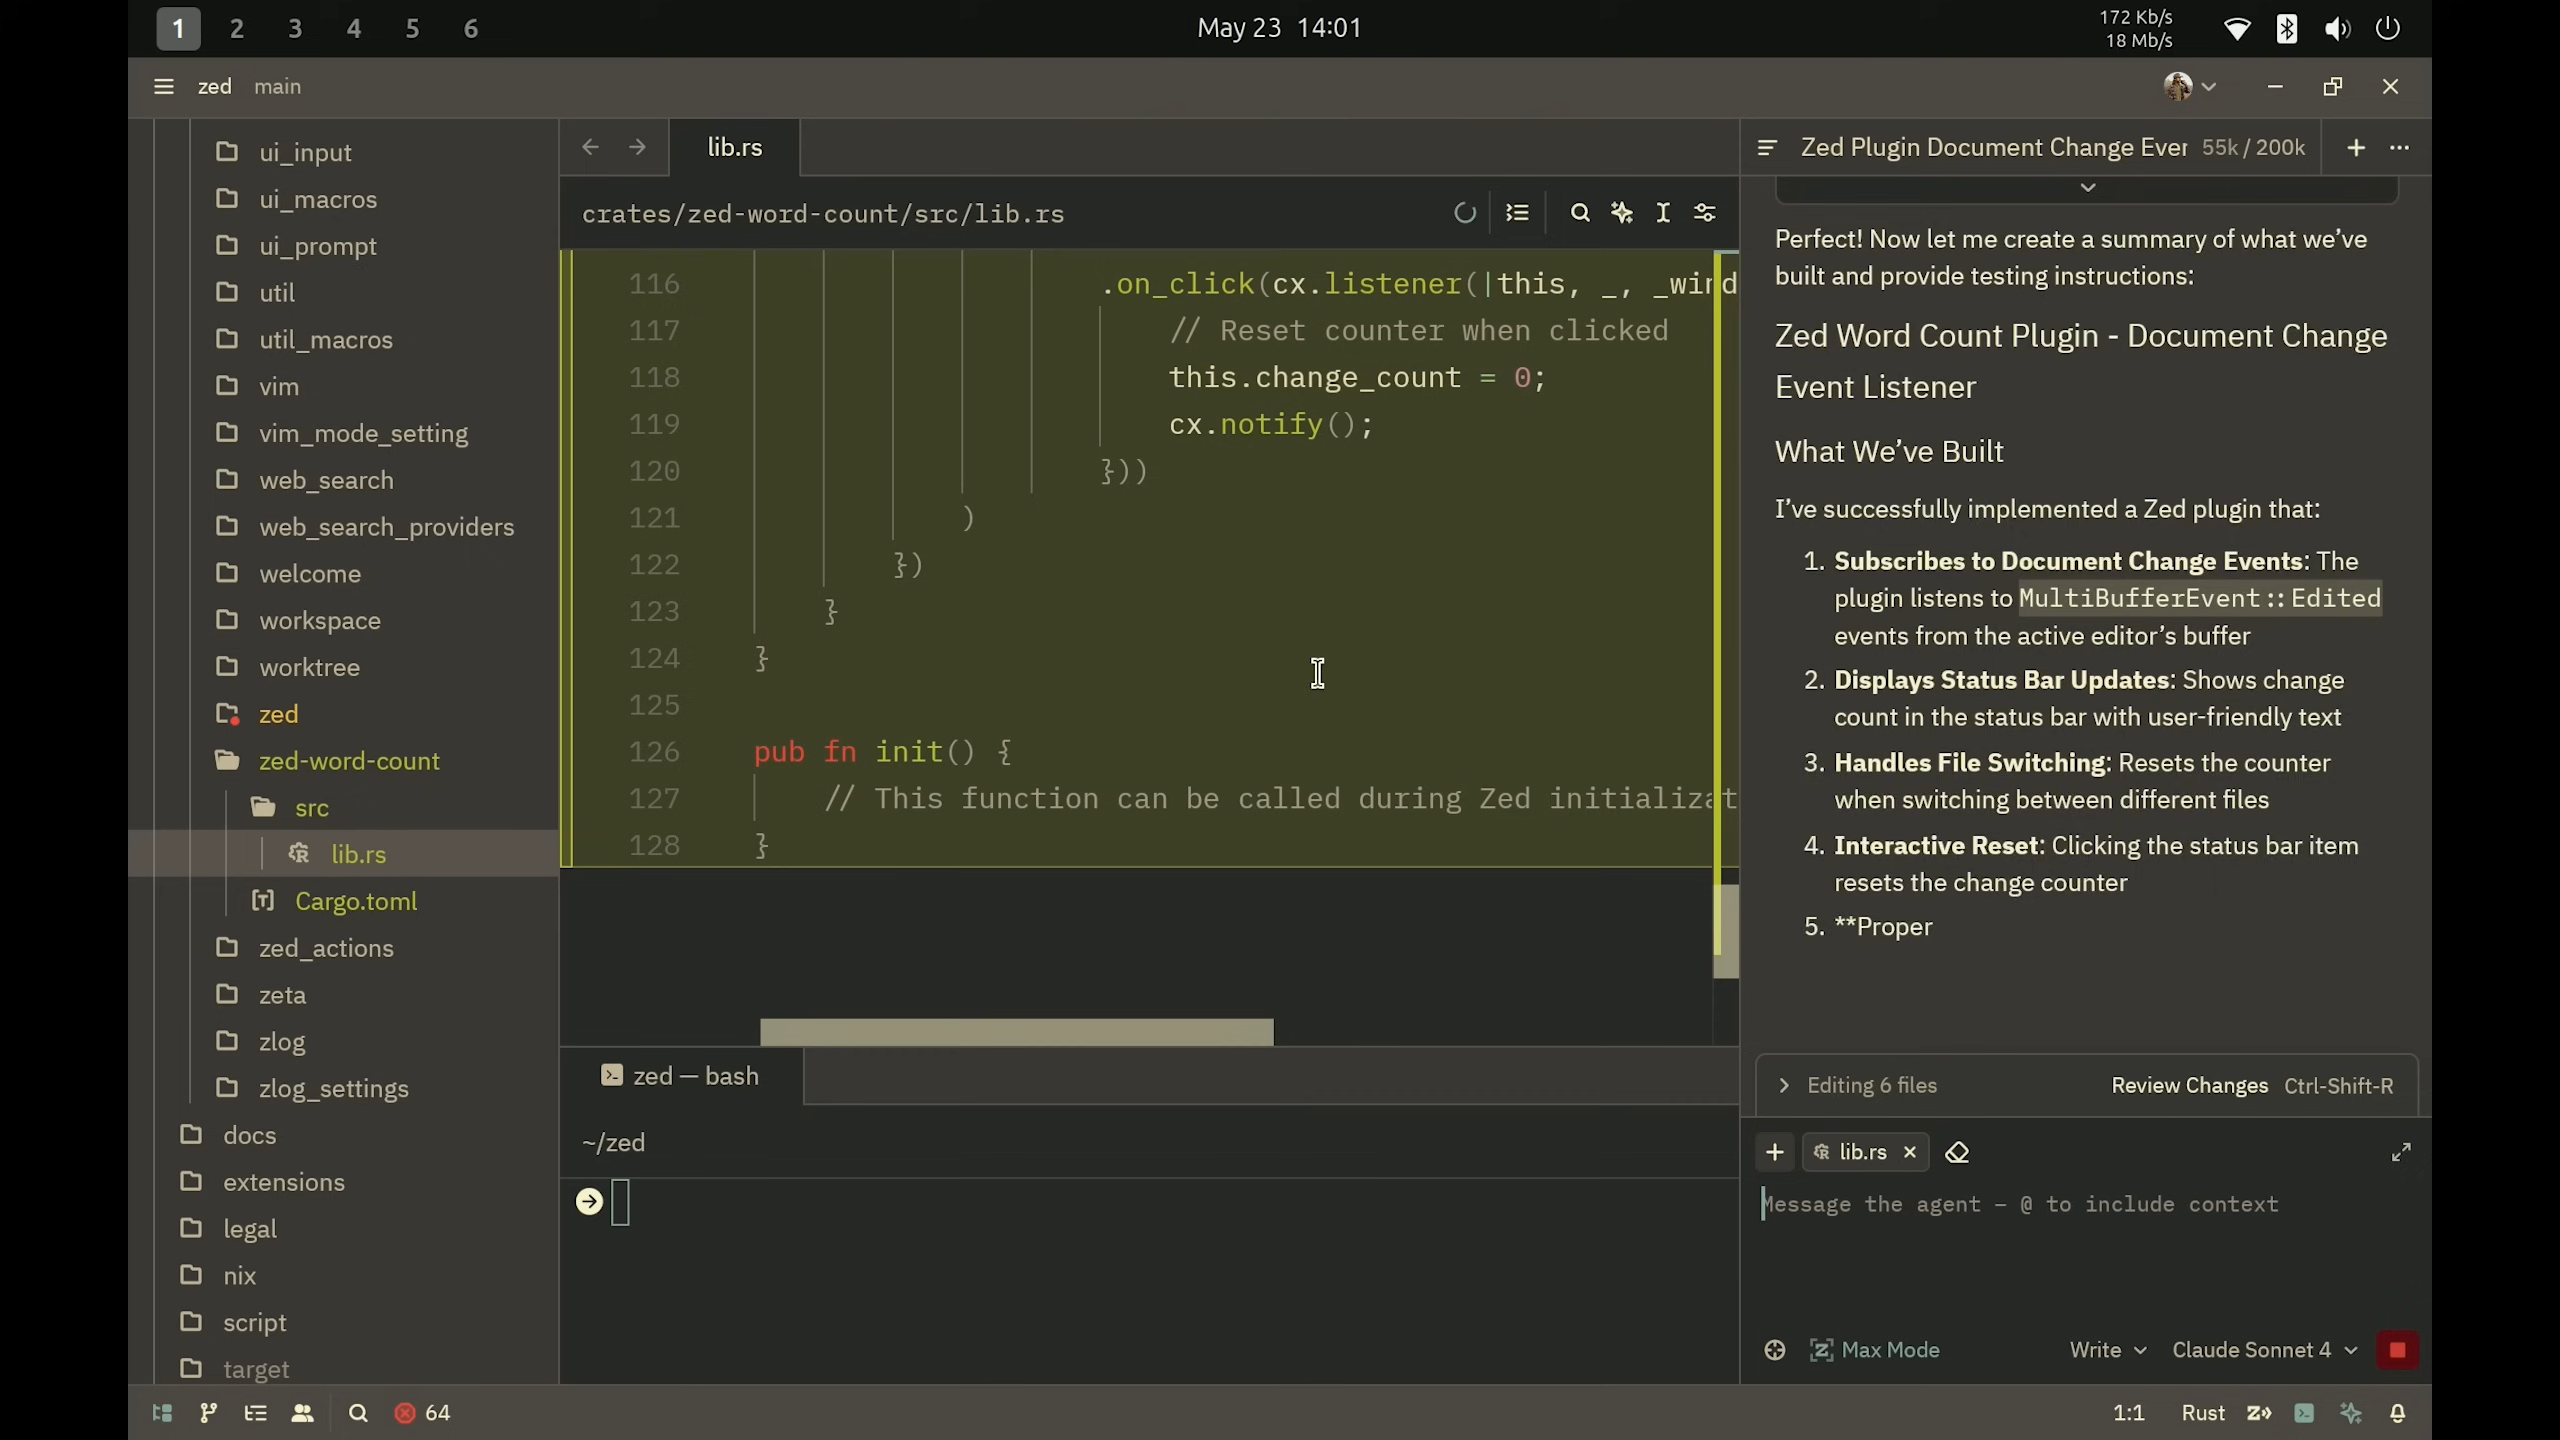 1 2 3 4 5 6
May 23 14:01
172 Kb/s
18 Mb/s
zed main
ui_input
ui_macros
ui_prompt
util
util_macros
vim
vim_mode_setting
web_search
web_search_providers
welcome
workspace
worktree
zed
zed-word-count
src
lib.rs
Cargo.toml
zed_actions
zeta
zlog
zlog_settings
docs
extensions
legal
nix
script
target
lib.rs
crates/zed-word-count/src/lib.rs
116 .on_click(cx.listener(|this, _, _wind
117 // Reset counter when clicked
118 this.change_count = 0;
119 cx.notify();
120 }))
121 )
122 })
123 }
124 }
125
126 pub fn init() {
127 // This function can be called during Zed initializat
128 }
zed — bash
~/zed
Zed Plugin Document Change Ever 55k / 200k
Perfect! Now let me create a summary of what we've
built and provide testing instructions:
Zed Word Count Plugin - Document Change
Event Listener
What We've Built
I've successfully implemented a Zed plugin that:
1. Subscribes to Document Change Events: The
plugin listens to MultiBufferEvent::Edited
events from the active editor's buffer
2. Displays Status Bar Updates: Shows change
count in the status bar with user-friendly text
3. Handles File Switching: Resets the counter
when switching between different files
4. Interactive Reset: Clicking the status bar item
resets the change counter
5. **Proper
Editing 6 files Review Changes Ctrl-Shift-R
lib.rs
Message the agent – @ to include context
Max Mode Write Claude Sonnet 4
64
1:1 Rust